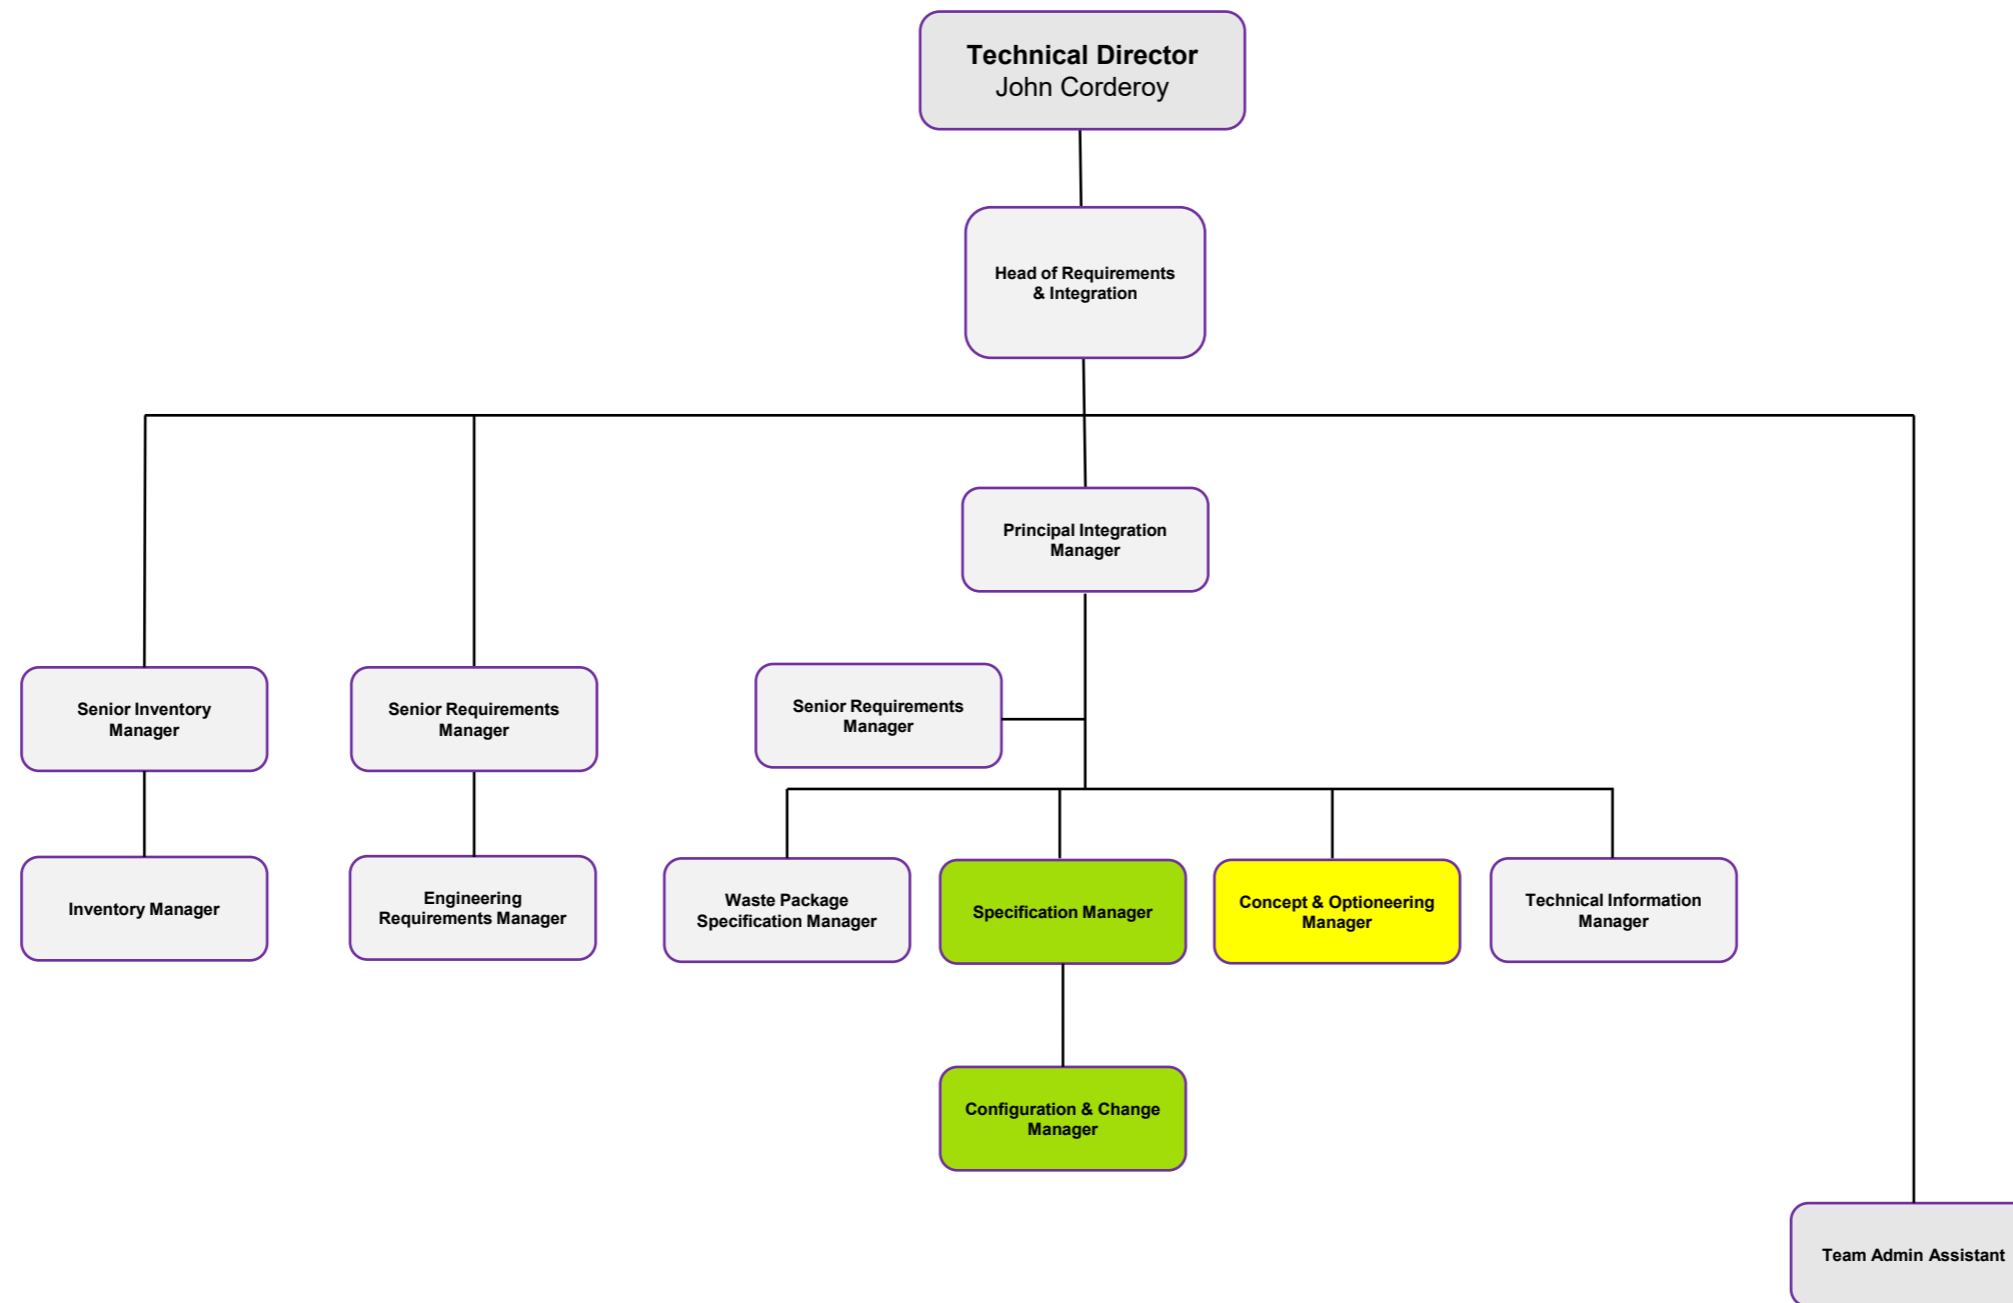 Technical Director
John Corderoy
Head of Requirements
& Integration
Principal Integration
Manager
Senior Inventory
Manager
Senior Requirements
Manager
Senior Requirements
Manager
Inventory Manager
Engineering
Requirements Manager
Waste Package
Specification Manager
Specification Manager
Concept & Optioneering
Manager
Technical Information
Manager
Configuration & Change
Manager
Team Admin Assistant